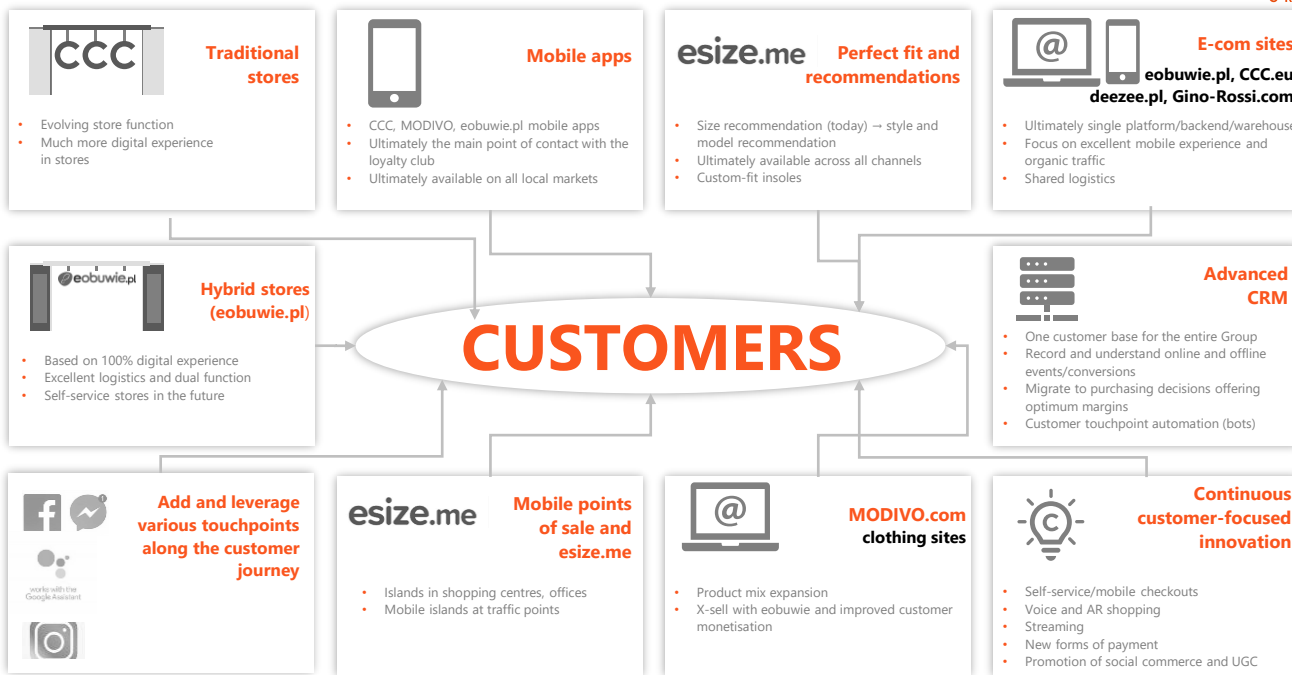 CCC
Traditional
stores
• Evolving store function
• Much more digital experience
in stores
Mobile apps
• CCC, MODIVO, eobuwie.pl mobile apps
• Ultimately the main point of contact with the
loyalty club
• Ultimately available on all local markets
esize.me
Perfect fit and
recommendations
• Size recommendation (today) → style and
model recommendation
• Ultimately available across all channels
• Custom-fit insoles
@
E-com sites
eobuwie.pl, CCC.eu
deezee.pl, Gino-Rossi.com
• Ultimately single platform/backend/warehouse
• Focus on excellent mobile experience and
organic traffic
• Shared logistics
eobuwie.pl
Hybrid stores
(eobuwie.pl)
• Based on 100% digital experience
• Excellent logistics and dual function
• Self-service stores in the future
CUSTOMERS
Advanced
CRM
• One customer base for the entire Group
• Record and understand online and offline
events/conversions
• Migrate to purchasing decisions offering
optimum margins
• Customer touchpoint automation (bots)
works with the
Google Assistant
Add and leverage
various touchpoints
along the customer
journey
esize.me
Mobile points
of sale and
esize.me
• Islands in shopping centres, offices
• Mobile islands at traffic points
@
MODIVO.com
clothing sites
• Product mix expansion
• X-sell with eobuwie and improved customer
monetisation
C
Continuous
customer-focused
innovation
• Self-service/mobile checkouts
• Voice and AR shopping
• Streaming
• New forms of payment
• Promotion of social commerce and UGC